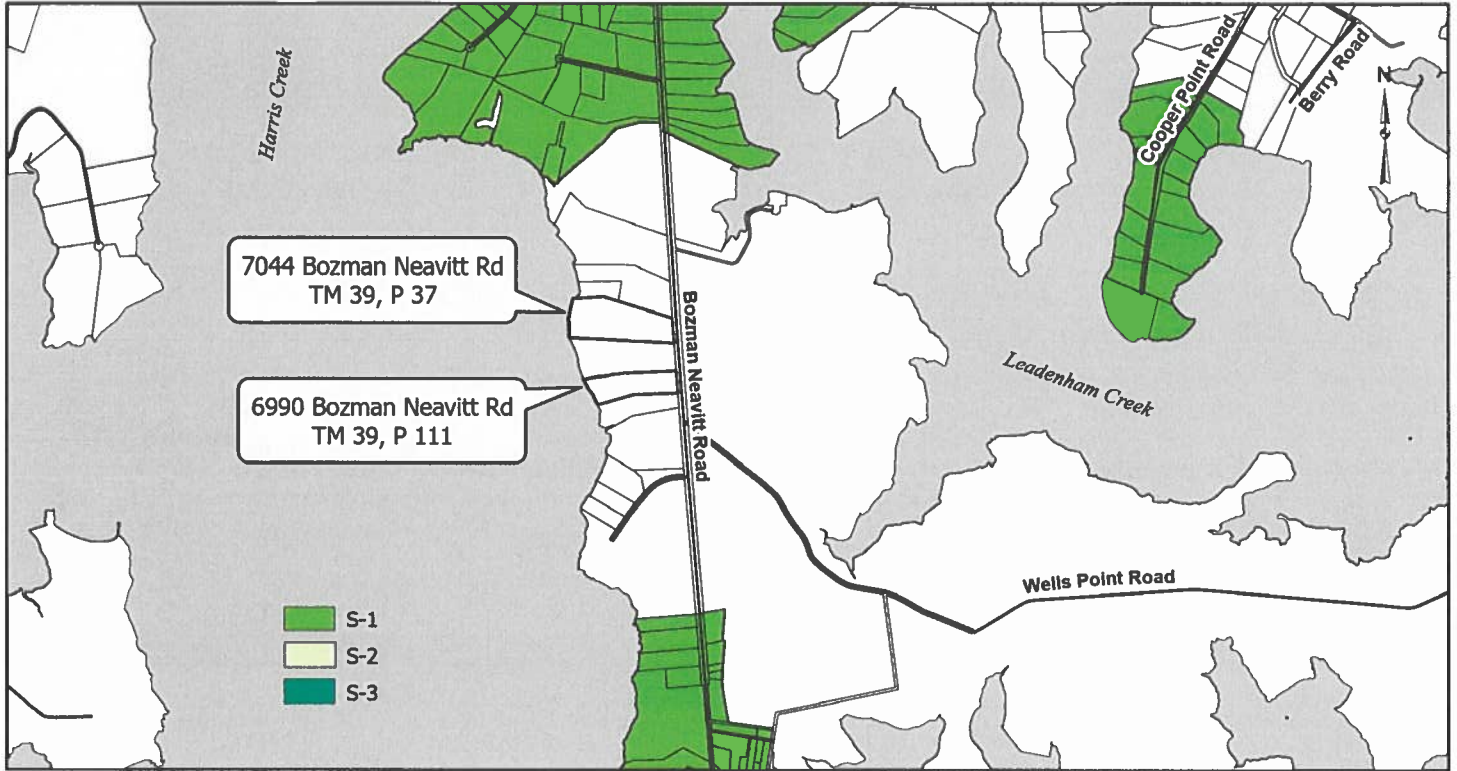 Harris Creek
Cooper Point Road
Berry Road
N
7044 Bozman Neavitt Rd
TM 39, P 37
Bozman Neavitt Road
6990 Bozman Neavitt Rd
TM 39, P 111
Leadenham Creek
Wells Point Road
S-1
S-2
S-3